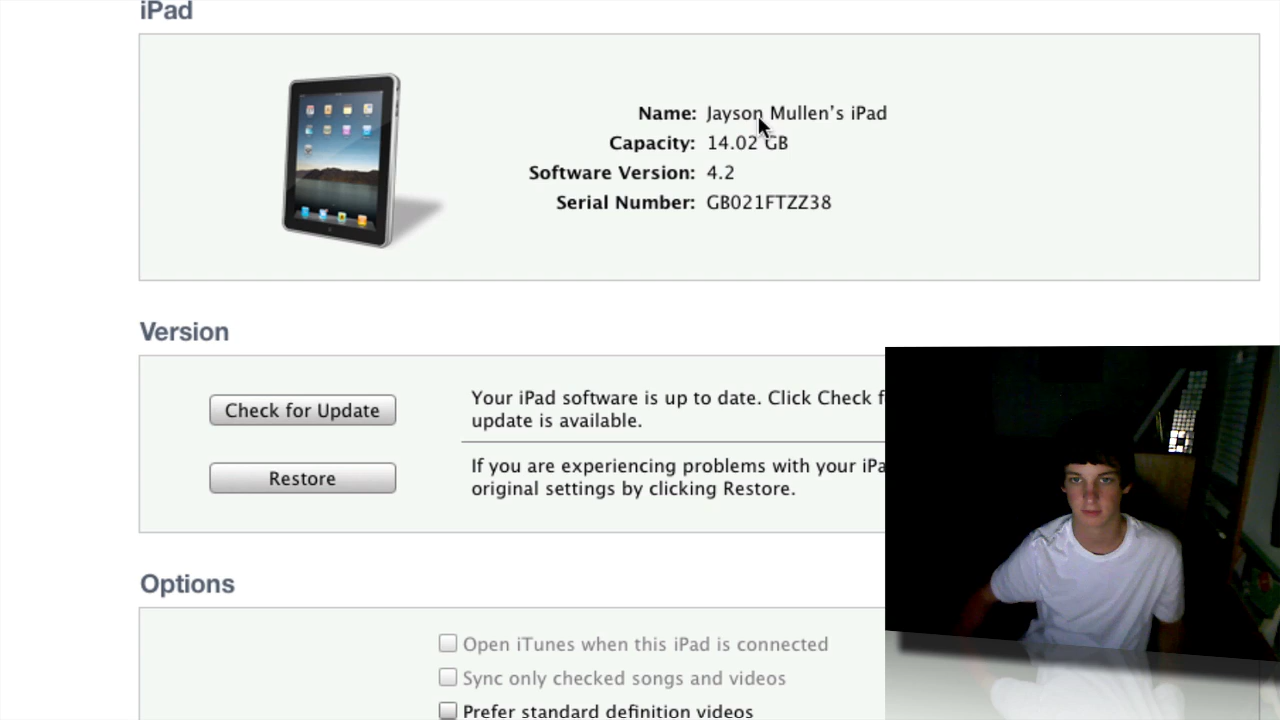 iPad
Name: Jayson Mullen's iPad
Capacity: 14.02 GB
Software Version: 4.2
Serial Number: GB021FTZZ38
Version
Check for Update
Your iPad software is up to date. Click Check f
update is available.
Restore
If you are experiencing problems with your iPa
original settings by clicking Restore.
Options
Open iTunes when this iPad is connected
Sync only checked songs and videos
Prefer standard definition videos